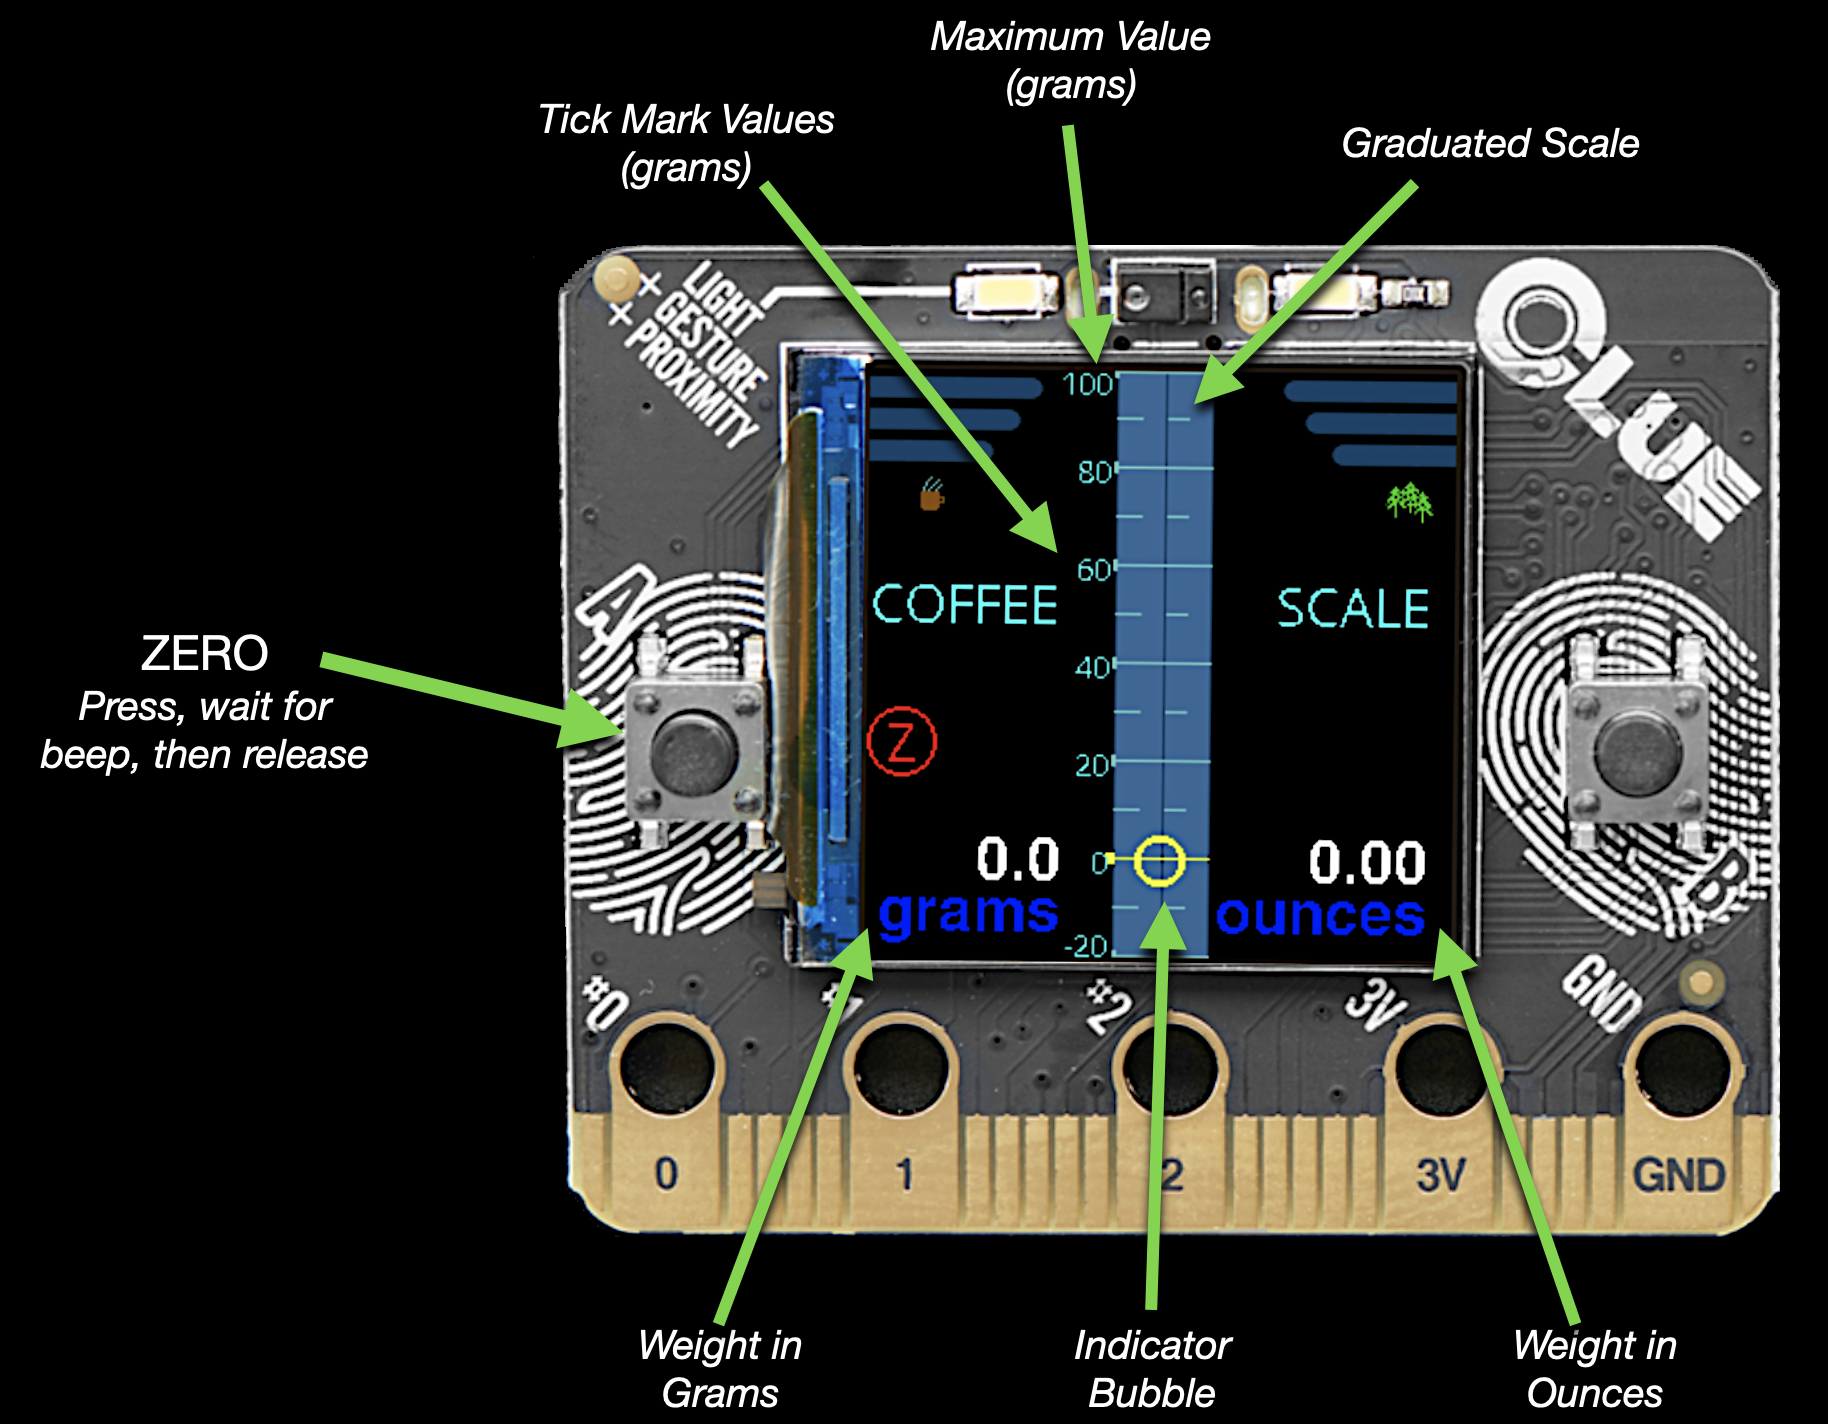 Maximum Value
(grams)
Tick Mark Values
(grams)
Graduated Scale
LIGHT
+ GESTURE
+ PROXIMITY
CLUE
100
80
60
COFFEE
SCALE
A
40
ZERO
Press, wait for
beep, then release
Z
20
0.0
0
0.00
grams
ounces
B
-20
#0
#1
#2
3V
GND
0
1
2
3V
GND
Weight in
Grams
Indicator
Bubble
Weight in
Ounces